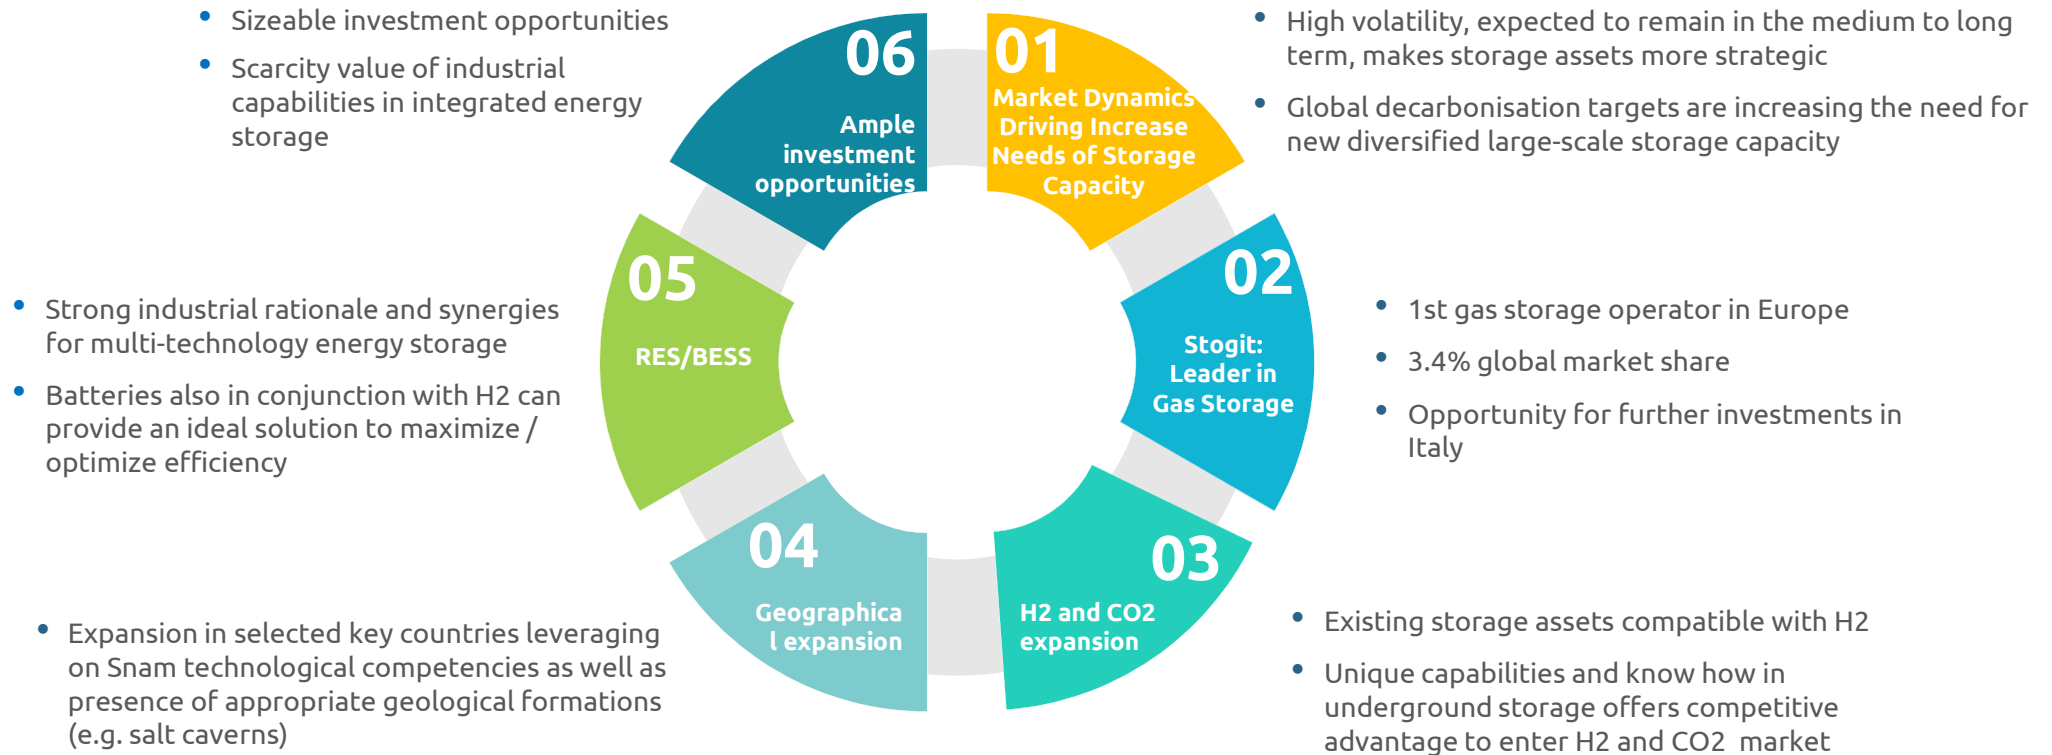 01
Market Dynamics
Driving Increase
Needs of Storage
Capacity
• High volatility, expected to remain in the medium to long
term, makes storage assets more strategic
• Global decarbonisation targets are increasing the need for
new diversified large-scale storage capacity
02
Stogit:
Leader in
Gas Storage
• 1st gas storage operator in Europe
• 3.4% global market share
• Opportunity for further investments in
Italy
03
H2 and CO2
expansion
• Existing storage assets compatible with H2
• Unique capabilities and know how in
underground storage offers competitive
advantage to enter H2 and CO2 market
04
Geographica
l expansion
• Expansion in selected key countries leveraging
on Snam technological competencies as well as
presence of appropriate geological formations
(e.g. salt caverns)
05
RES/BESS
• Strong industrial rationale and synergies
for multi-technology energy storage
• Batteries also in conjunction with H2 can
provide an ideal solution to maximize /
optimize efficiency
06
Ample
investment
opportunities
• Sizeable investment opportunities
• Scarcity value of industrial
capabilities in integrated energy
storage